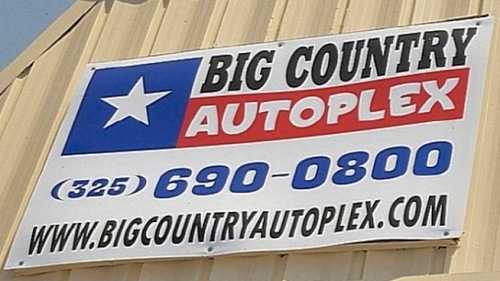 BIG COUNTRY
AUTOPLEX
(325) 690-0800
WWW.BIGCOUNTRYAUTOPLEX.COM